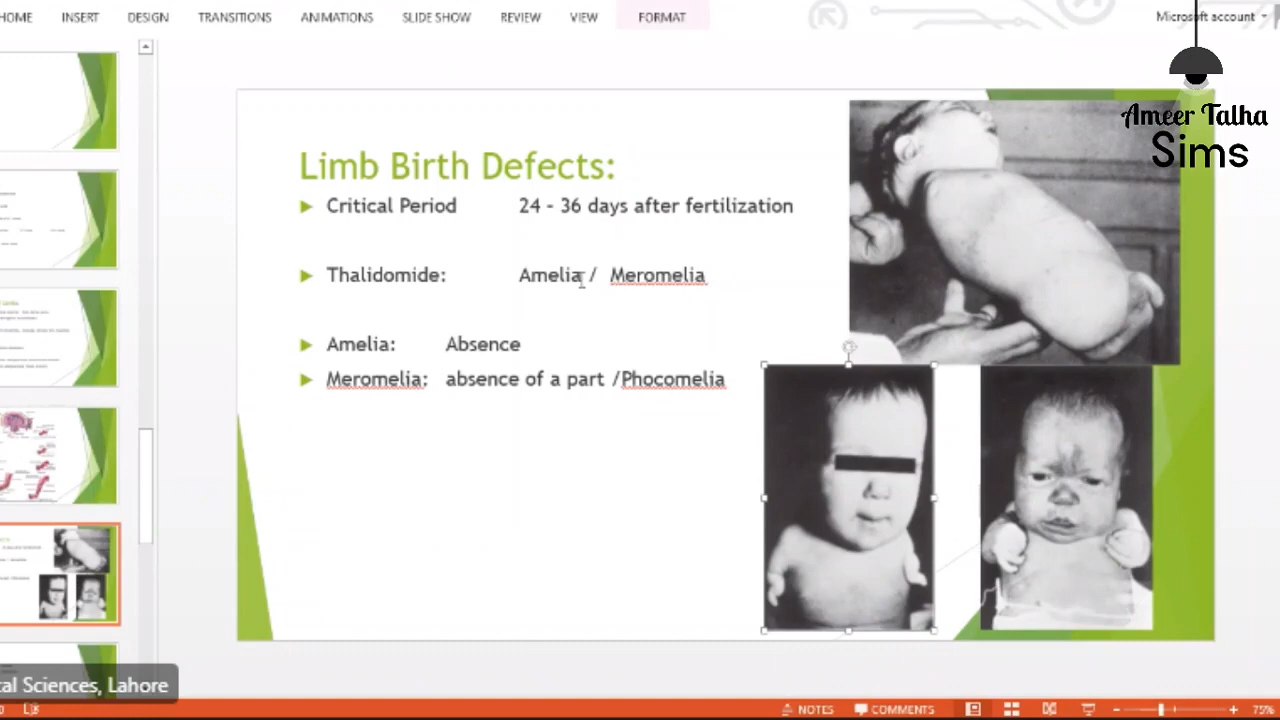 HOME INSERT DESIGN TRANSITIONS ANIMATIONS SLIDE SHOW REVIEW VIEW FORMAT Microsoft account
Ameer Talha
Sims
Limb Birth Defects:
Critical Period 24 - 36 days after fertilization
Thalidomide: Amelia / Meromelia
Amelia: Absence
Meromelia: absence of a part /Phocomelia
cal Sciences, Lahore
NOTES COMMENTS 75%